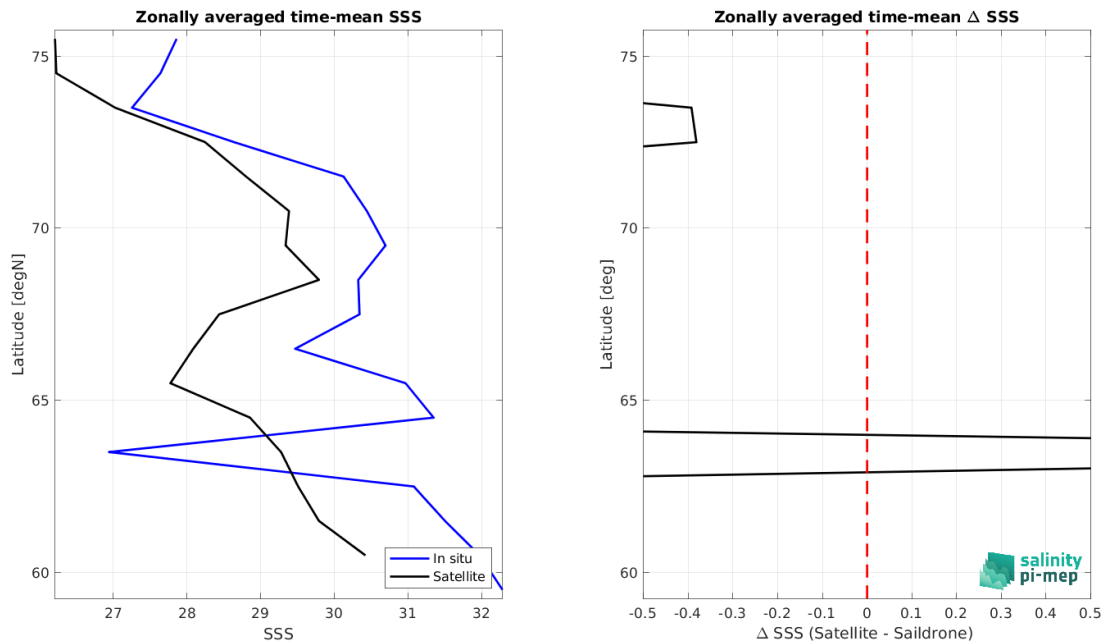 Zonally averaged time-mean SSS
75
70
65
60
Latitude [degN]
27 28 29 30 31 32
SSS
In situ
Satellite
Zonally averaged time-mean Δ SSS
75
70
65
60
Latitude [deg]
-0.5 -0.4 -0.3 -0.2 -0.1 0 0.1 0.2 0.3 0.4 0.5
Δ SSS (Satellite - Saildrone)
salinity
pi-mep